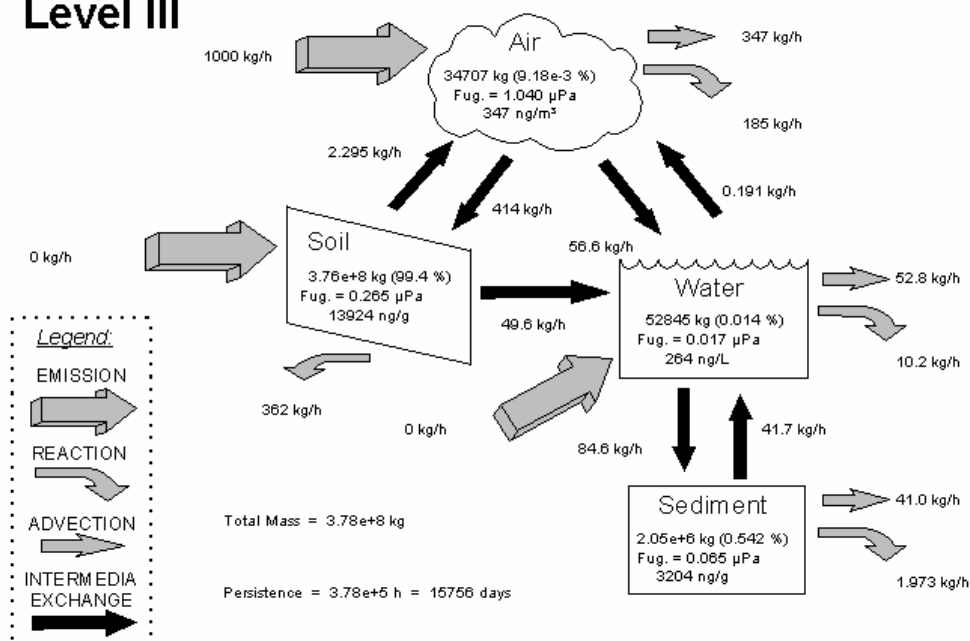 Level III
1000 kg/h
Air
34707 kg (9.18e-3 %)
Fug. = 1.040 µPa
347 ng/m³
347 kg/h
185 kg/h
2.295 kg/h
414 kg/h
56.6 kg/h
0.191 kg/h
0 kg/h
Soil
3.76e+8 kg (99.4 %)
Fug. = 0.265 µPa
13924 ng/g
49.6 kg/h
362 kg/h
Water
52845 kg (0.014 %)
Fug. = 0.017 µPa
264 ng/L
52.8 kg/h
10.2 kg/h
0 kg/h
84.6 kg/h
41.7 kg/h
Sediment
2.05e+6 kg (0.542 %)
Fug. = 0.065 µPa
3204 ng/g
41.0 kg/h
1.973 kg/h
Legend:
EMISSION
REACTION
ADVECTION
INTERMEDIA
EXCHANGE
Total Mass = 3.78e+8 kg
Persistence = 3.78e+5 h = 15756 days